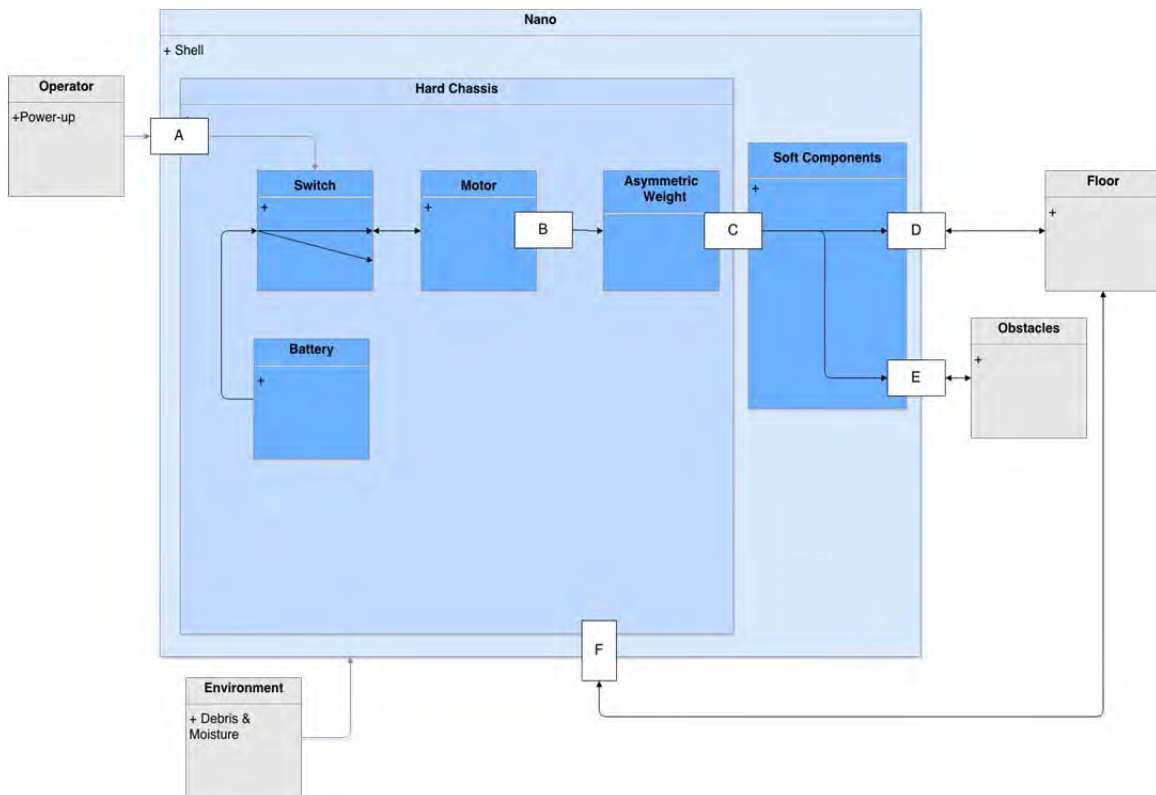 Nano
+ Shell
Operator
+Power-up
Hard Chassis
A
Switch
+
Motor
+
Asymmetric
Weight
Soft Components
+
Floor
+
B
C
D
Battery
+
Obstacles
+
E
F
Environment
+ Debris &
Moisture